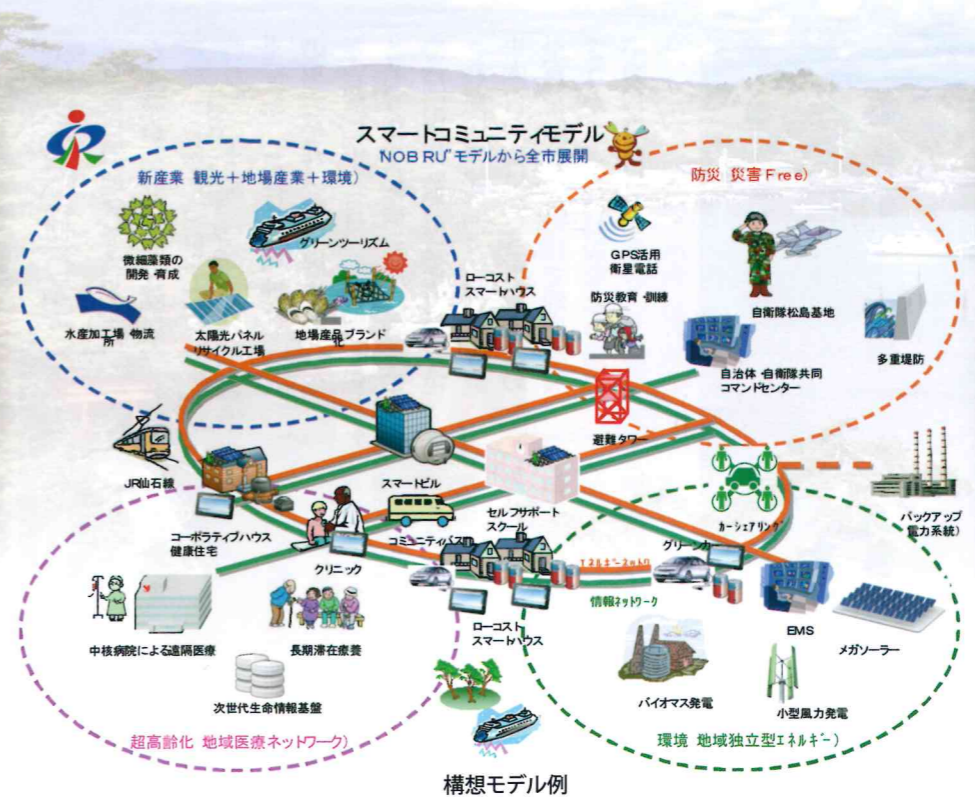 スマートコミュニティモデル
"NOBRU"モデルから全市展開
新産業 観光＋地場産業＋環境）
防災 災害Free)
グリーンツーリズム
微細藻類の
開発・育成
水産加工場・物流
所
太陽光パネル
リサイクル工場
地場産品ブランド
化
ローコスト
スマートハウス
GPS活用
衛星電話
防災教育・訓練
自衛隊松島基地
自治体・自衛隊共同
コマンドセンター
多重堤防
避難タワー
JR仙石線
スマートビル
セルフサポート
スクール
カーシェアリング
バックアップ
電力系統）
コーポラティブハウス
健康住宅
コミュニティバス
クリニック
グリーンカー
エネルギーネットワ
情報ネットワーク
ローコスト
スマートハウス
EMS
メガソーラー
中核病院による遠隔医療
長期滞在療養
次世代生命情報基盤
バイオマス発電
小型風力発電
超高齢化 地域医療ネットワーク）
環境 地域独立型エネルギー）
構想モデル例